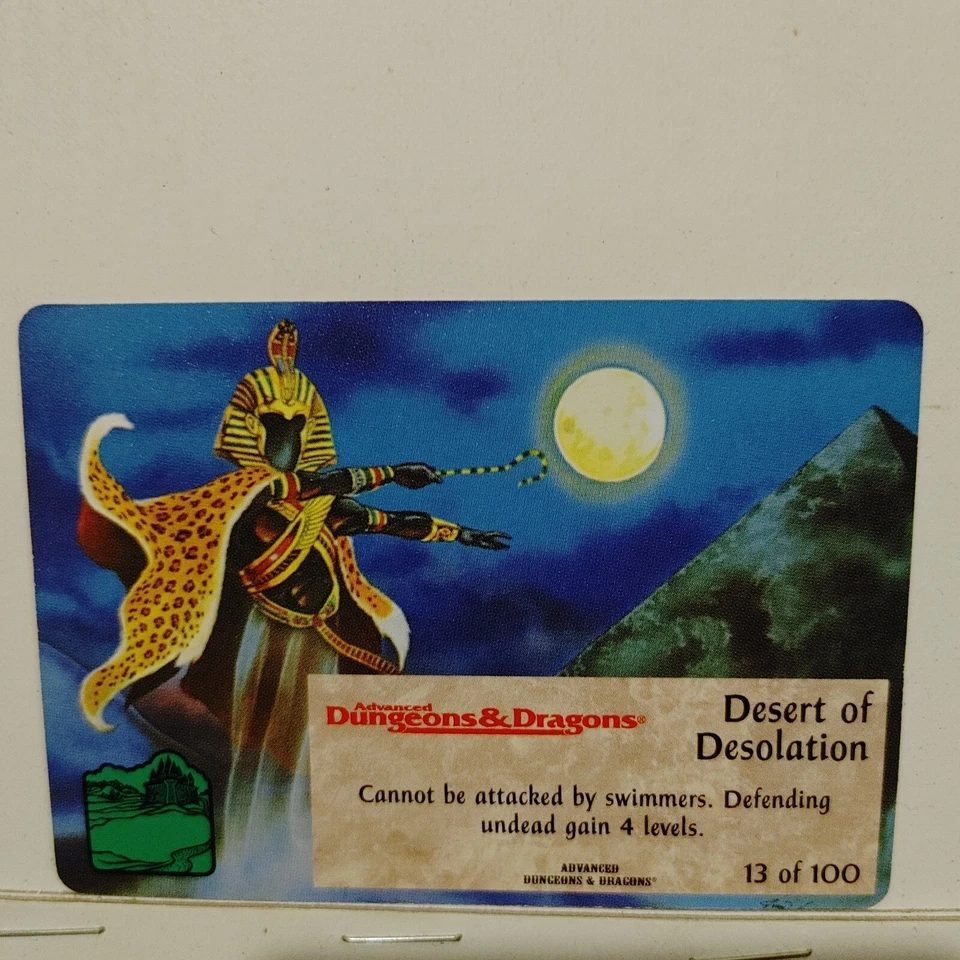 Advanced
Dungeons & Dragons®
Desert of
Desolation
Cannot be attacked by swimmers. Defending
undead gain 4 levels.
ADVANCED
DUNGEONS & DRAGONS®
13 of 100